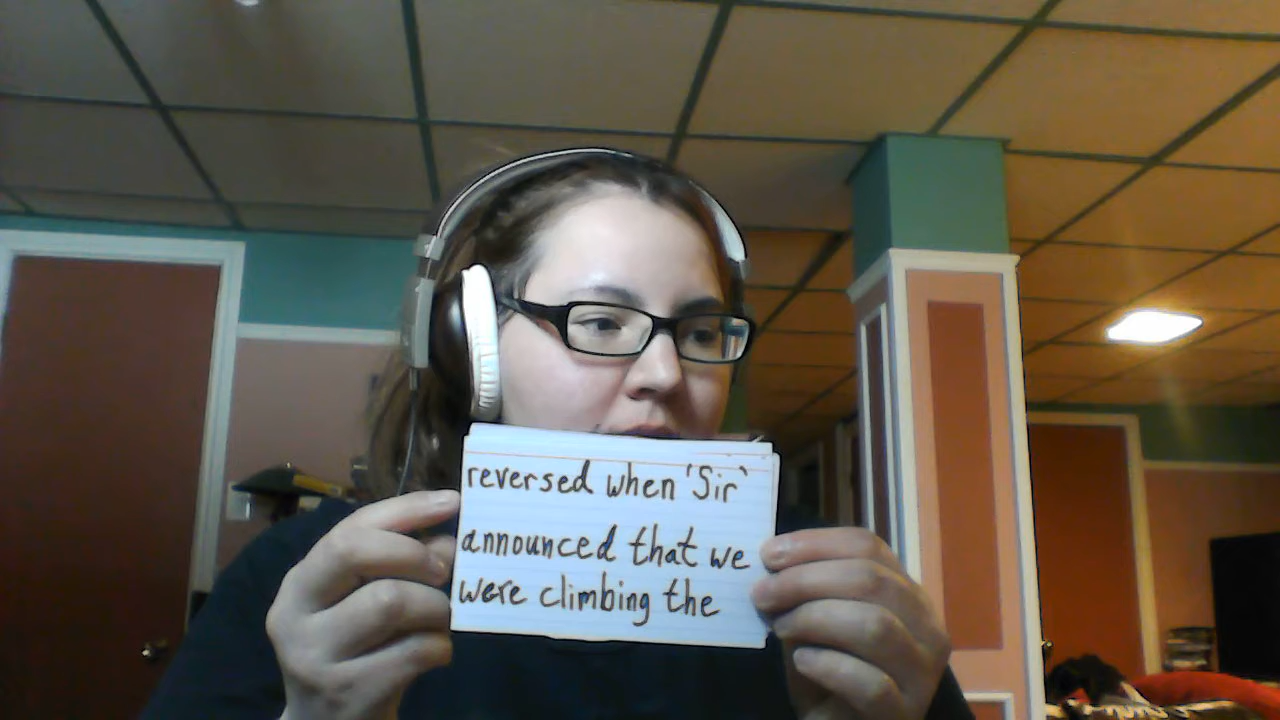 reversed when 'Sir'
announced that we
were climbing the